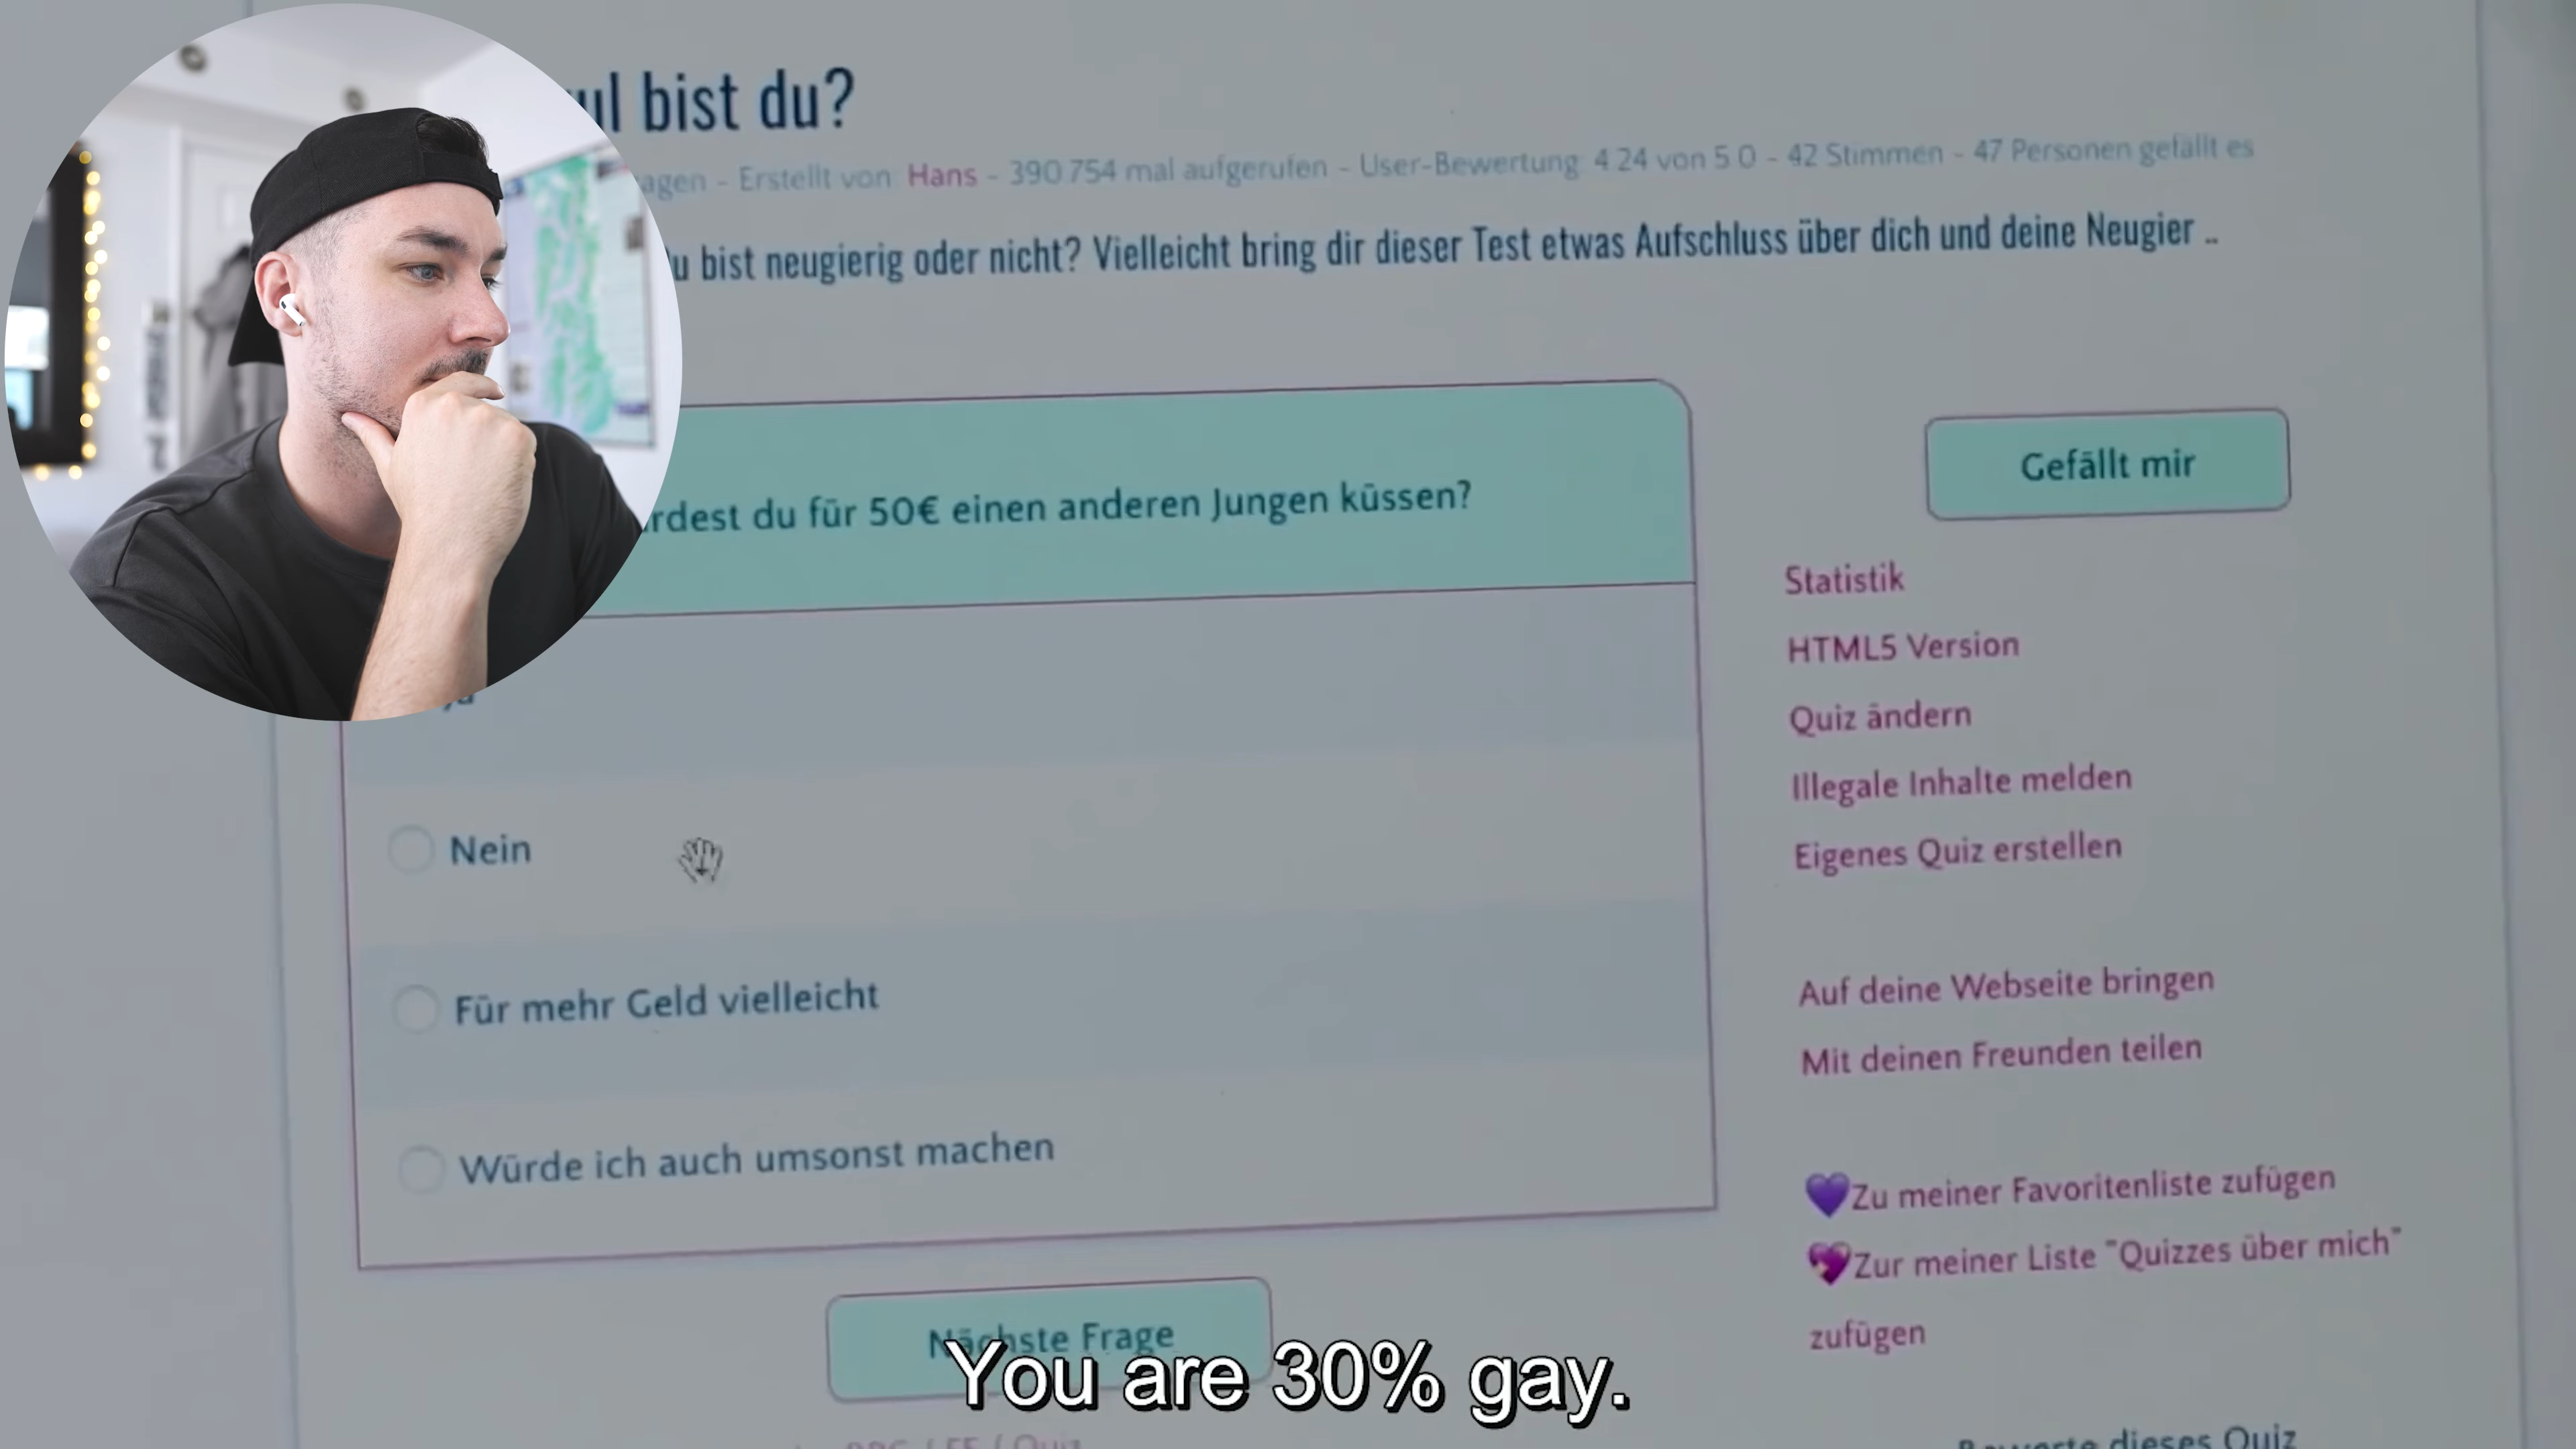 bist du?
- Erstellt von Hans - 390 754 mal aufgerufen - User-Bewertung: 4.24 von 5.0 - 42 Stimmen - 47 Personen gefällt es
bist neugierig oder nicht? Vielleicht bring dir dieser Test etwas Aufschluss über dich und deine Neugier ..
du für 50€ einen anderen Jungen küssen?
Nein
Für mehr Geld vielleicht
Würde ich auch umsonst machen
Nächste Frage
Gefällt mir
Statistik
HTML5 Version
Quiz ändern
Illegale Inhalte melden
Eigenes Quiz erstellen
Auf deine Webseite bringen
Mit deinen Freunden teilen
Zu meiner Favoritenliste zufügen
Zur meiner Liste "Quizzes über mich"
zufügen
dieses Quiz
You are 30% gay.